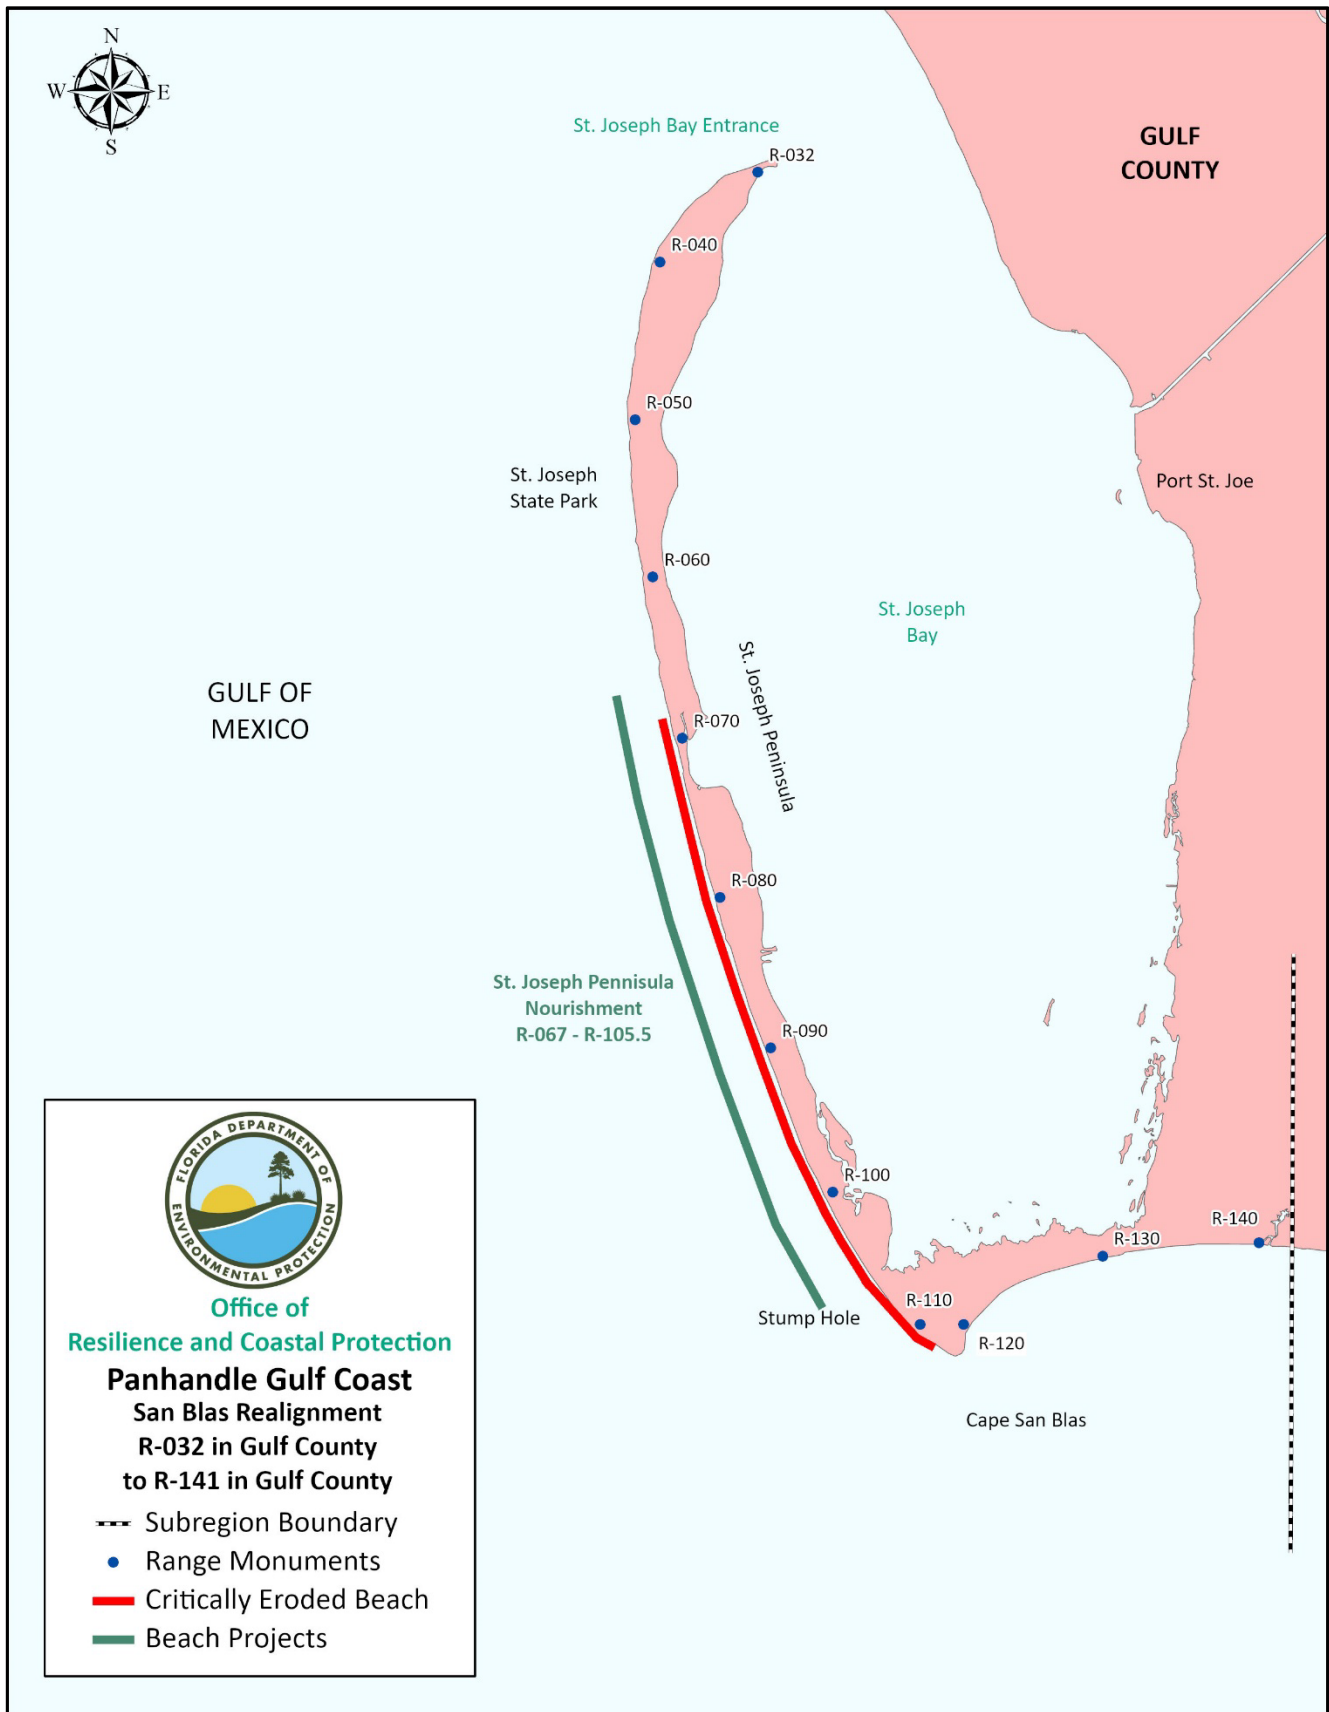 N
W
E
S
St. Joseph Bay Entrance
R-032
GULF
COUNTY
R-040
R-050
St. Joseph
State Park
Port St. Joe
R-060
St. Joseph
Bay
St. Joseph Peninsula
GULF OF
MEXICO
R-070
R-080
St. Joseph Pennisula
Nourishment
R-067 - R-105.5
R-090
R-100
R-140
R-130
R-110
Stump Hole
R-120
Cape San Blas
FLORIDA DEPARTMENT OF
ENVIRONMENTAL PROTECTION
Office of
Resilience and Coastal Protection
Panhandle Gulf Coast
San Blas Realignment
R-032 in Gulf County
to R-141 in Gulf County
Subregion Boundary
Range Monuments
Critically Eroded Beach
Beach Projects